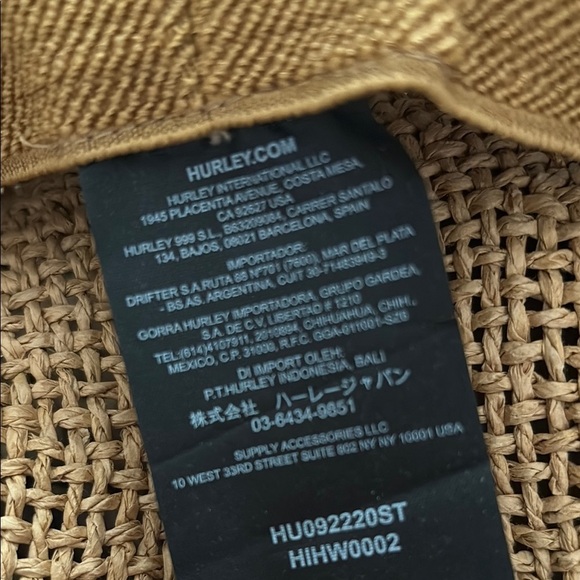 HURLEY.COM
HURLEY INTERNATIONAL LLC
1945 PLACENTIA AVENUE, COSTA MESA
CA 92627 USA
HURLEY 999 S.L., B63209084, CARRER SANTALO
134, BAJOS, 08021 BARCELONA, SPAIN
IMPORTADOR:
DRIFTER S.A RUTA 88 N°701 (7600), MAR DEL PLATA
- BS AS, ARGENTINA, CUIT 30-71483949-3
GORRA HURLEY IMPORTADORA, GRUPO GARDEA,
S.A. DE C.V. LIBERTAD # 1210
TEL:(614)4107911, 2010894, CHIHUAHUA, CHIH.,
MEXICO, C.P. 31038, R.F.C. GGA-011001-SZ8
DI IMPORT OLEH:
P.T.HURLEY INDONESIA, BALI
株式会社 ハーレージャパン
03-6434-9851
SUPPLY ACCESSORIES LLC
10 WEST 33RD STREET SUITE 802 NY NY 10001 USA
HU092220ST
HIHW0002